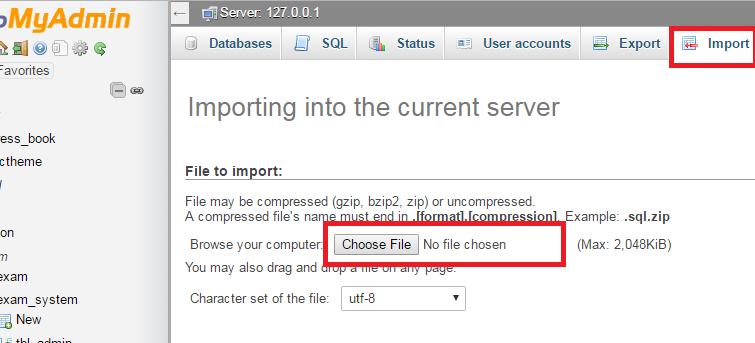 MyAdmin
Favorites
ress_book
ctheme
on
m
exam
exam_system
New
tbl_admin
← Server: 127.0.0.1
Databases SQL Status User accounts Export Import
Importing into the current server
File to import:
File may be compressed (gzip, bzip2, zip) or uncompressed.
A compressed file's name must end in .[format].[compression]. Example: .sql.zip
Browse your computer: Choose File No file chosen (Max: 2,048KiB)
You may also drag and drop a file on any page.
Character set of the file: utf-8